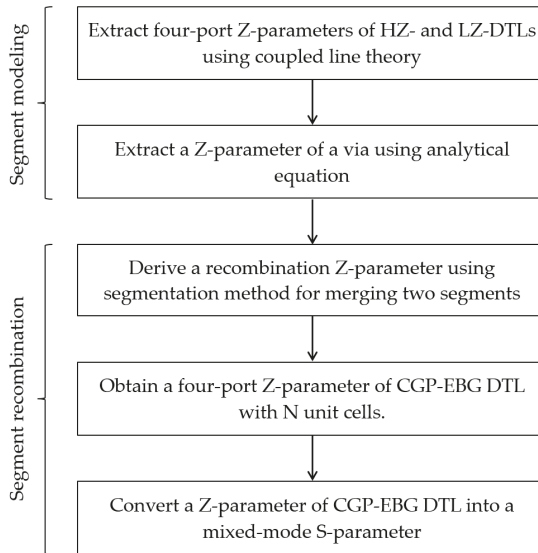 Segment modeling
Extract four-port Z-parameters of HZ- and LZ-DTLs
using coupled line theory
Extract a Z-parameter of a via using analytical
equation
Segment recombination
Derive a recombination Z-parameter using
segmentation method for merging two segments
Obtain a four-port Z-parameter of CGP-EBG DTL
with N unit cells.
Convert a Z-parameter of CGP-EBG DTL into a
mixed-mode S-parameter